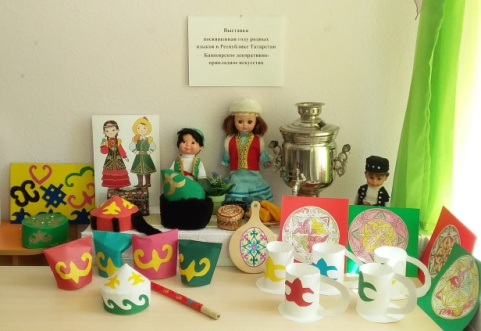 Выставка
посвященная году родных
языков в Республике Татарстан
Башкирское декоративно-
прикладное искусство